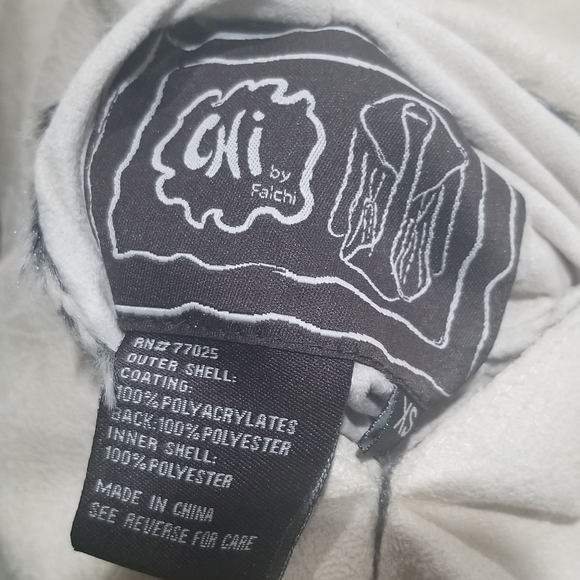 CHi
by
Falchi
RN# 77025
OUTER SHELL:
COATING:
100% POLYACRYLATES
BACK:100% POLYESTER
INNER SHELL:
100% POLYESTER
MADE IN CHINA
SEE REVERSE FOR CARE